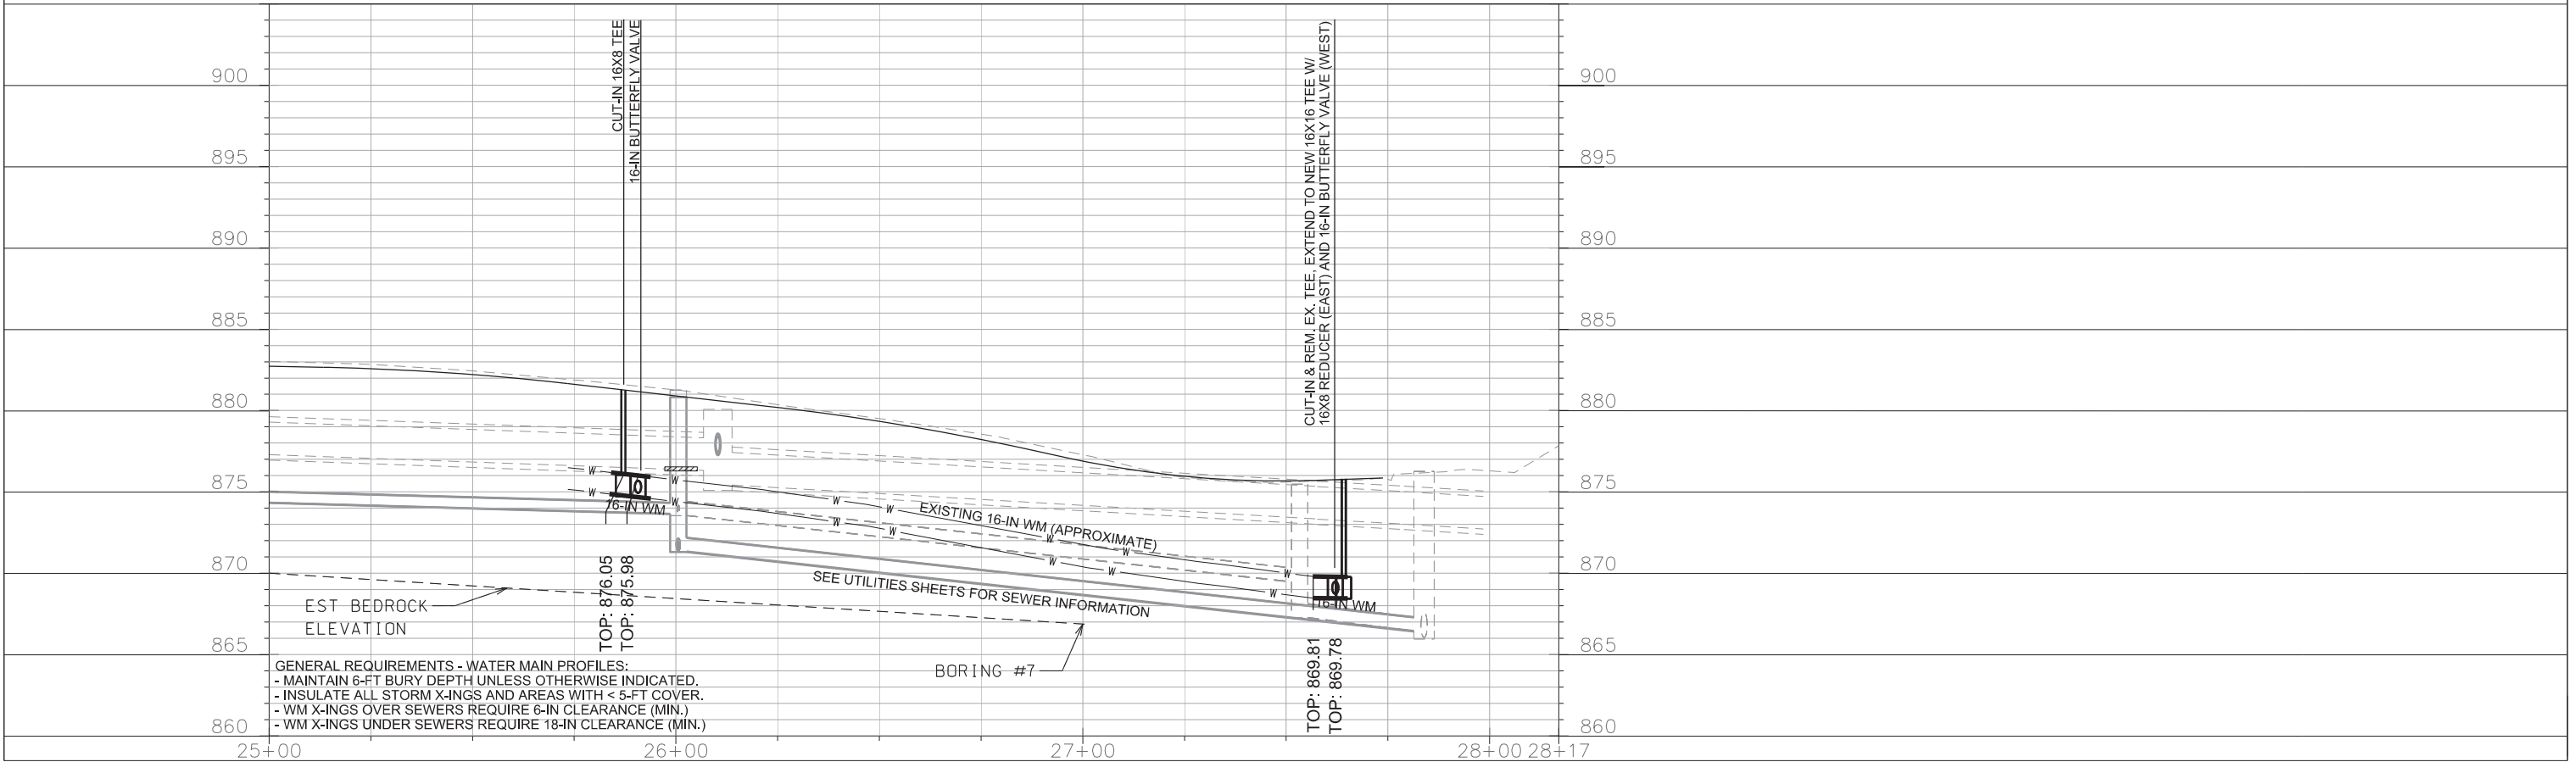 CUT-IN 16X8 TEE
16-IN BUTTERFLY VALVE
CUT-IN & REM. EX. TEE, EXTEND TO NEW 16X16 TEE W/
16X8 REDUCER (EAST) AND 16-IN BUTTERFLY VALVE (WEST)
900 900
895 895
890 890
885 885
880 880
875 875
870 870
865 865
860 860
W W W W W W
W W W W W W W
16-IN WM
EXISTING 16-IN WM (APPROXIMATE)
16-IN WM
SEE UTILITIES SHEETS FOR SEWER INFORMATION
EST BEDROCK
ELEVATION
TOP: 876.05
TOP: 875.98
BORING #7
TOP: 869.81
TOP: 869.78
GENERAL REQUIREMENTS - WATER MAIN PROFILES:
- MAINTAIN 6-FT BURY DEPTH UNLESS OTHERWISE INDICATED.
- INSULATE ALL STORM X-INGS AND AREAS WITH < 5-FT COVER.
- WM X-INGS OVER SEWERS REQUIRE 6-IN CLEARANCE (MIN.)
- WM X-INGS UNDER SEWERS REQUIRE 18-IN CLEARANCE (MIN.)
25+00 26+00 27+00 28+00 28+17